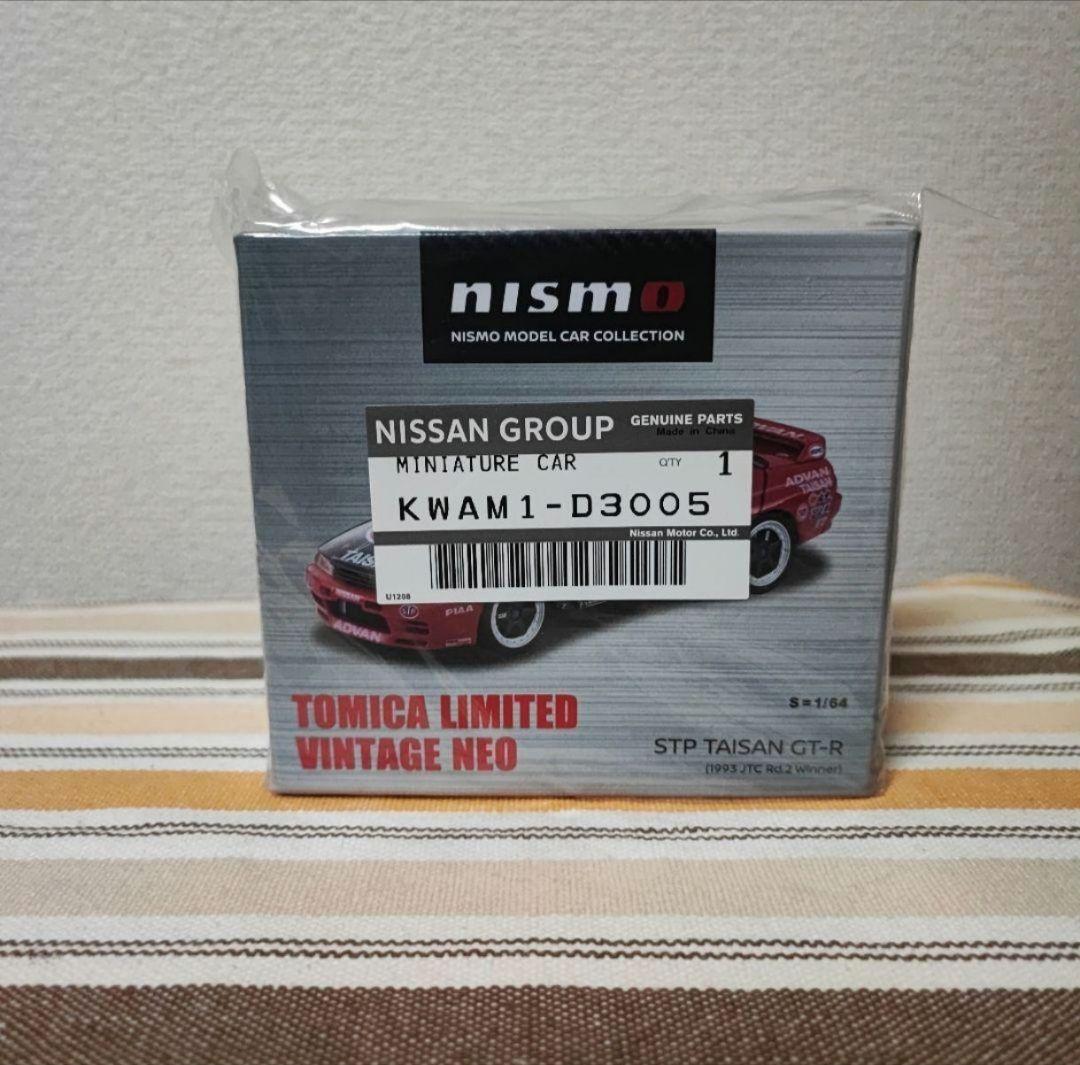 nismo
NISMO MODEL CAR COLLECTION
NISSAN GROUP
GENUINE PARTS
Made in China
MINIATURE CAR
Q'TY 1
KWAM1-D3005
Nissan Motor Co., Ltd.
U1208
ADVAN
TAISAN
NISSAN
STP
PIAA
ADVAN
TOMICA LIMITED
VINTAGE NEO
S=1/64
STP TAISAN GT-R
(1993 JTC Rd.2 Winner)